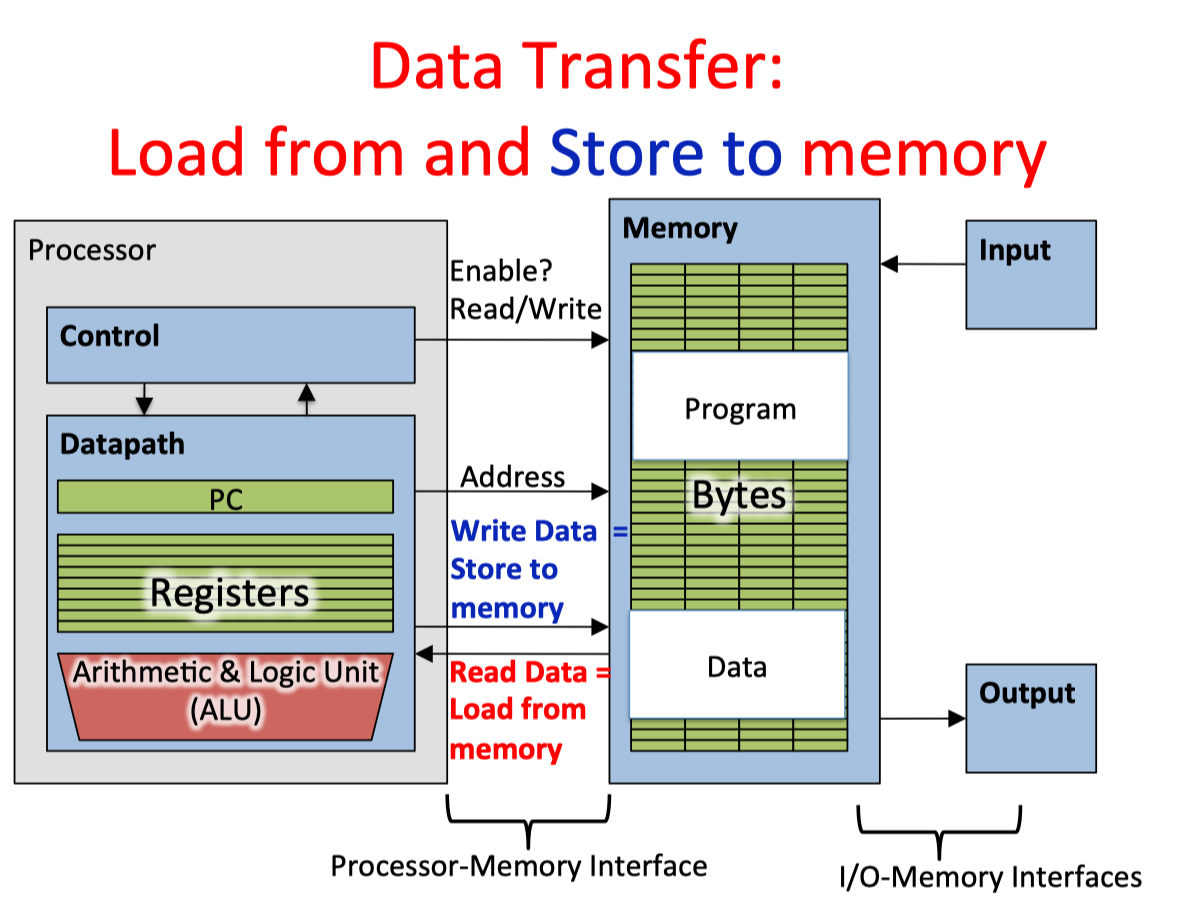 Data Transfer:
Load from and Store to memory
Processor
Control
Datapath
PC
Registers
Arithmetic & Logic Unit
(ALU)
Enable?
Read/Write
Address
Write Data =
Store to
memory
Read Data =
Load from
memory
Memory
Program
Bytes
Data
Input
Output
Processor-Memory Interface
I/O-Memory Interfaces